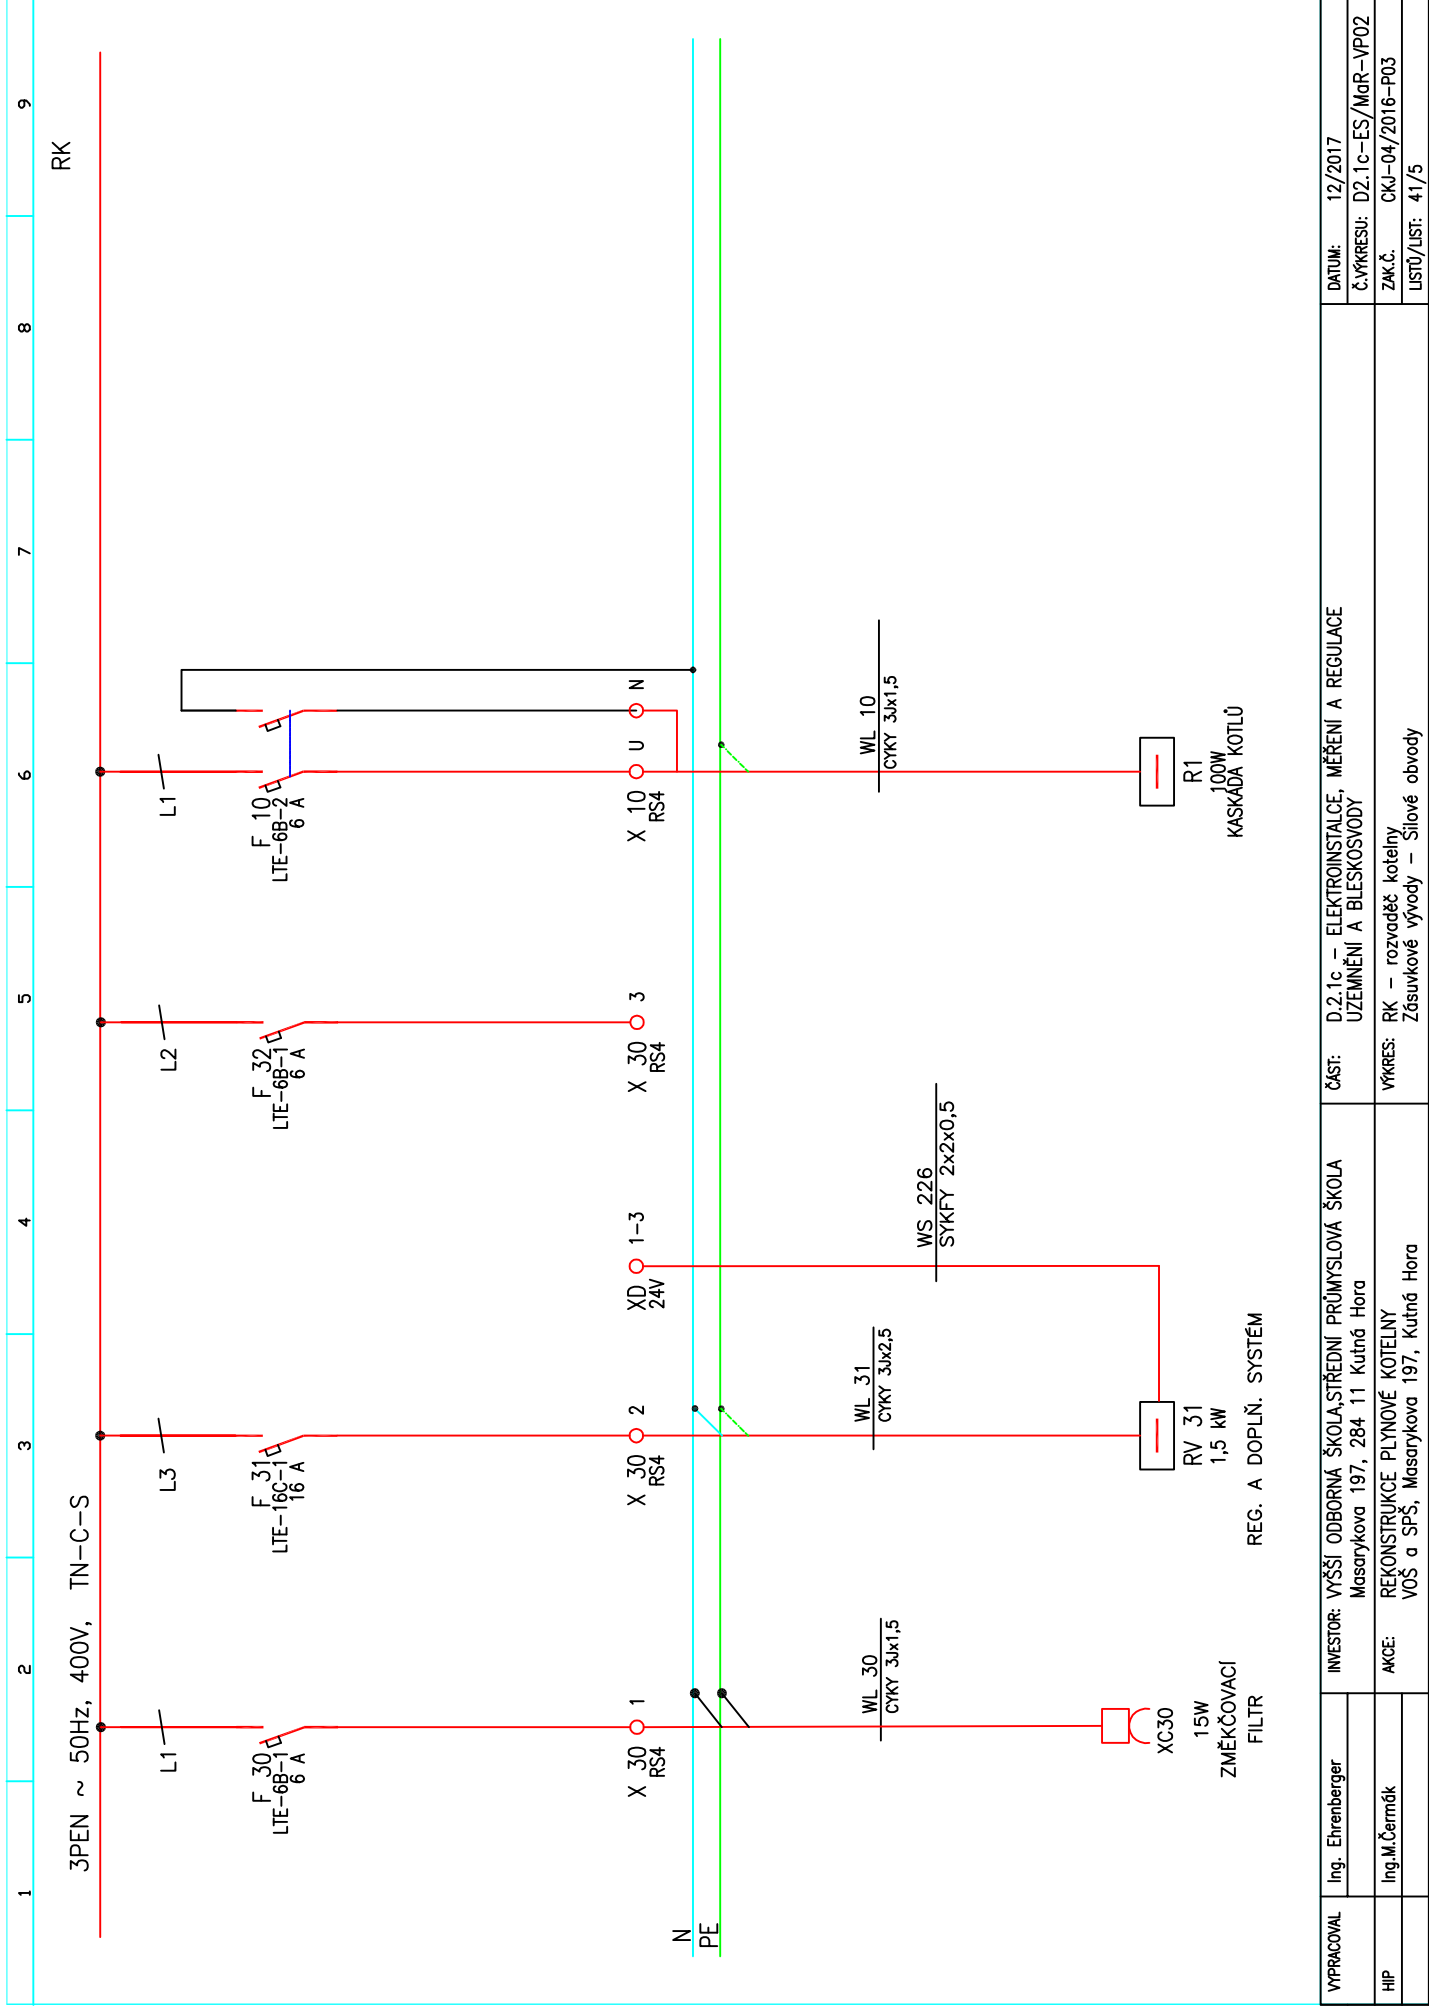 1 2 3 4 5 6 7 8 9
RK
3PEN ~ 50Hz, 400V, TN-C-S
L1
F 30
LTE-6B-1
6 A
X 30 1
RS4
WL 30
CYKY 3Jx1,5
XC30
15W
ZMĚKČOVACÍ
FILTR
L3
F 31
LTE-16C-1
16 A
X 30 2
RS4
WL 31
CYKY 3Jx2,5
RV 31
1,5 kW
REG. A DOPLŇ. SYSTÉM
XD 1-3
24V
WS 226
SYKFY 2x2x0,5
L2
F 32
LTE-6B-1
6 A
X 30 3
RS4
L1
F 10
LTE-6B-2
6 A
X 10 U N
RS4
WL 10
CYKY 3Jx1,5
R1
100W
KASKÁDA KOTLŮ
N
PE
VYPRACOVAL Ing. Ehrenberger
HIP Ing.M.Čermák
INVESTOR: VYŠŠÍ ODBORNÁ ŠKOLA,STŘEDNÍ PRŮMYSLOVÁ ŠKOLA
Masarykova 197, 284 11 Kutná Hora
AKCE: REKONSTRUKCE PLYNOVÉ KOTELNY
VOŠ a SPŠ, Masarykova 197, Kutná Hora
ČÁST: D.2.1c - ELEKTROINSTALCE, MĚŘENÍ A REGULACE
UZEMNĚNÍ A BLESKOSVODY
VÝKRES: RK - rozvaděč kotelny
Zásuvkové vývody - Silové obvody
DATUM: 12/2017
Č.VÝKRESU: D2.1c-ES/MaR-VP02
ZAK.Č. CKJ-04/2016-P03
LISTŮ/LIST: 41/5